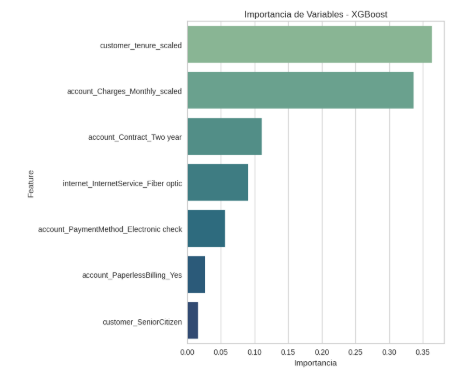 Importancia de Variables - XGBoost
customer_tenure_scaled
account_Charges_Monthly_scaled
account_Contract_Two year
internet_InternetService_Fiber optic
account_PaymentMethod_Electronic check
account_PaperlessBilling_Yes
customer_SeniorCitizen
Feature
0.00 0.05 0.10 0.15 0.20 0.25 0.30 0.35
Importancia